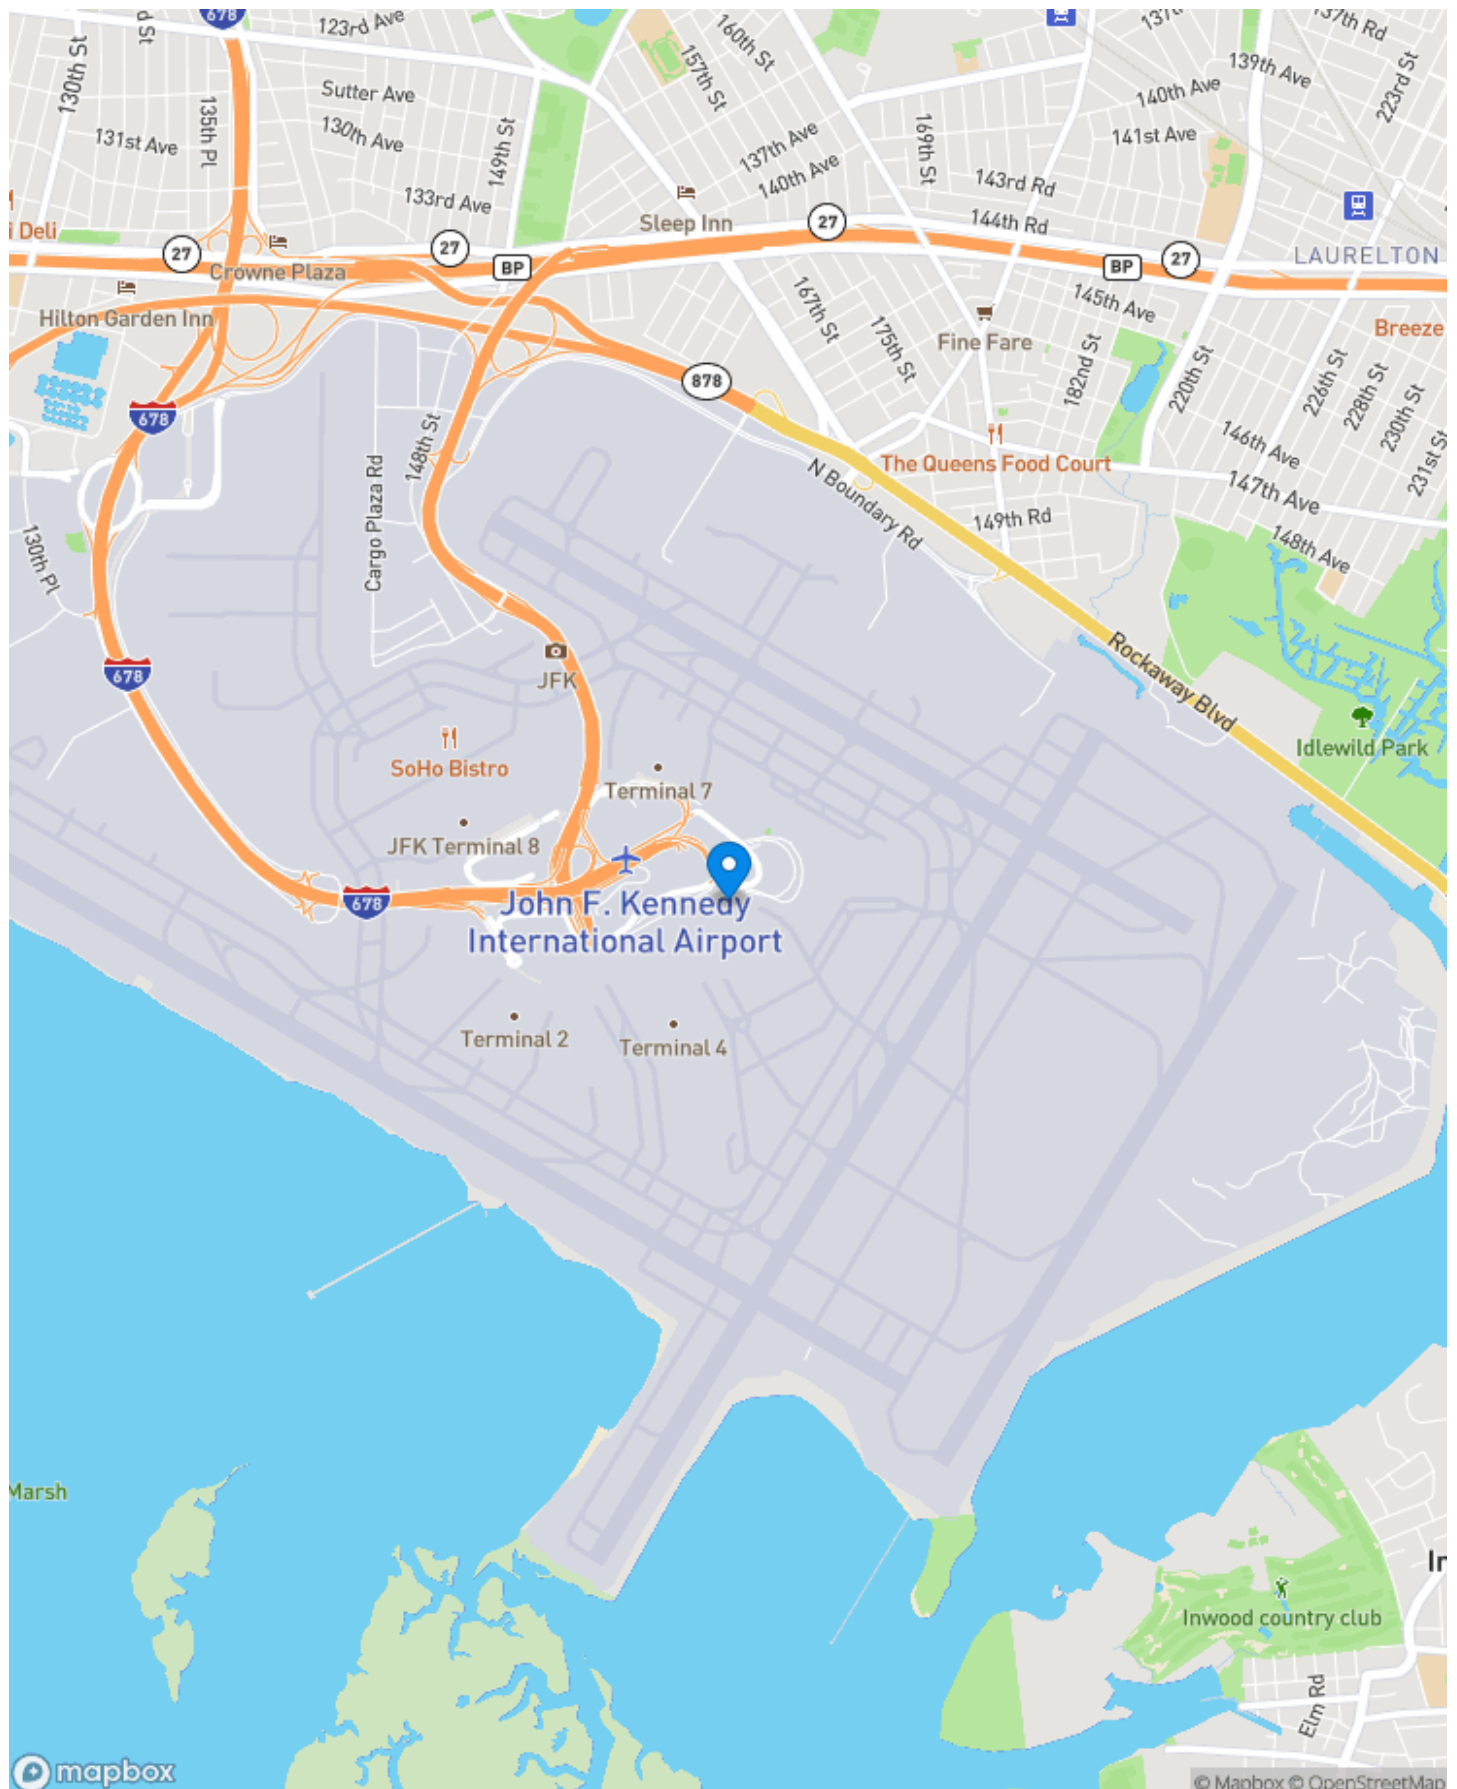 678
123rd Ave
160th St
137th Rd
130th St
d St
157th St
139th Ave
223rd St
Sutter Ave
140th Ave
135th Pl
131st Ave
130th Ave
149th St
137th Ave
169th St
141st Ave
140th Ave
133rd Ave
143rd Rd
i Deli
Sleep Inn
27
144th Rd
27
27
27
LAURELTON
Crowne Plaza
BP
BP
Hilton Garden Inn
167th St
145th Ave
Breeze
175th St
Fine Fare
182nd St
220th St
226th St
228th St
230th St
231st S
878
678
148th St
Cargo Plaza Rd
N Boundary Rd
The Queens Food Court
146th Ave
147th Ave
149th Rd
148th Ave
130th Pl
678
JFK
Rockaway Blvd
Idlewild Park
SoHo Bistro
Terminal 7
JFK Terminal 8
678
John F. Kennedy
International Airport
Terminal 2
Terminal 4
Marsh
In
Inwood country club
Elm Rd
mapbox
© Mapbox © OpenStreetMap